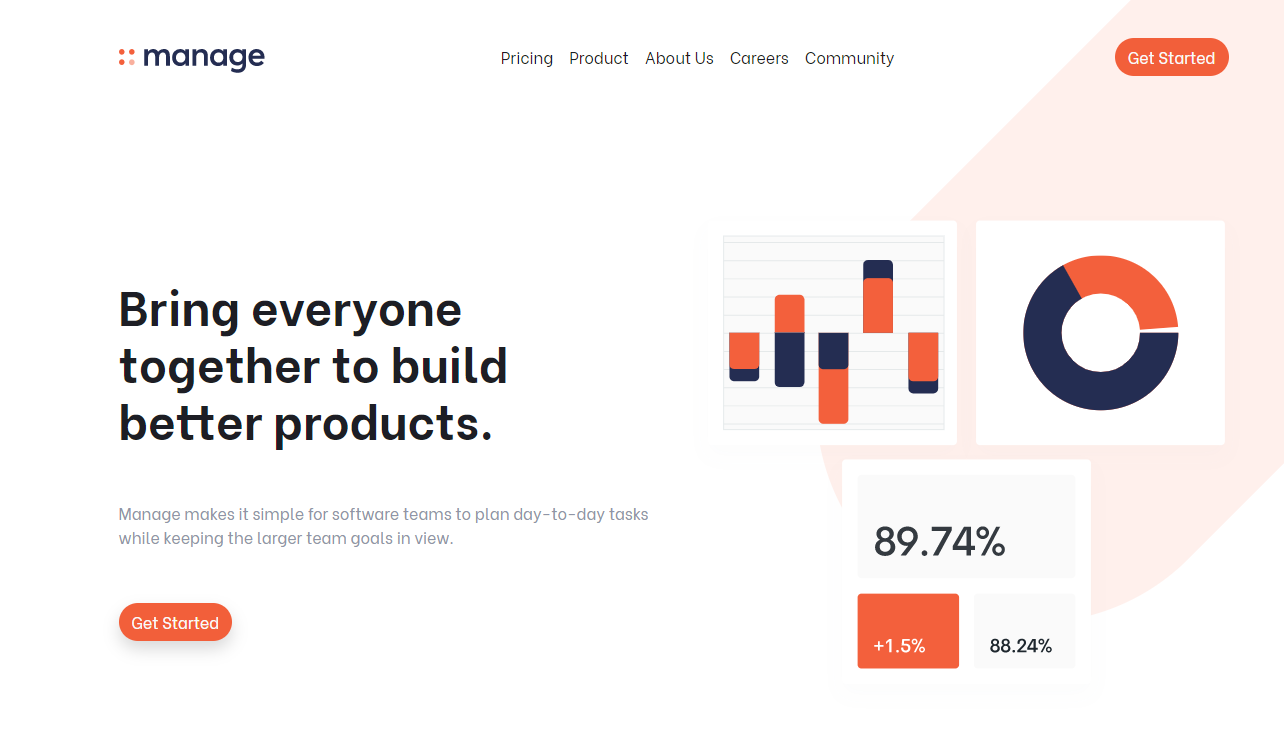 manage
Pricing Product About Us Careers Community
Get Started
Bring everyone
together to build
better products.
Manage makes it simple for software teams to plan day-to-day tasks
while keeping the larger team goals in view.
Get Started
89.74%
+1.5%
88.24%